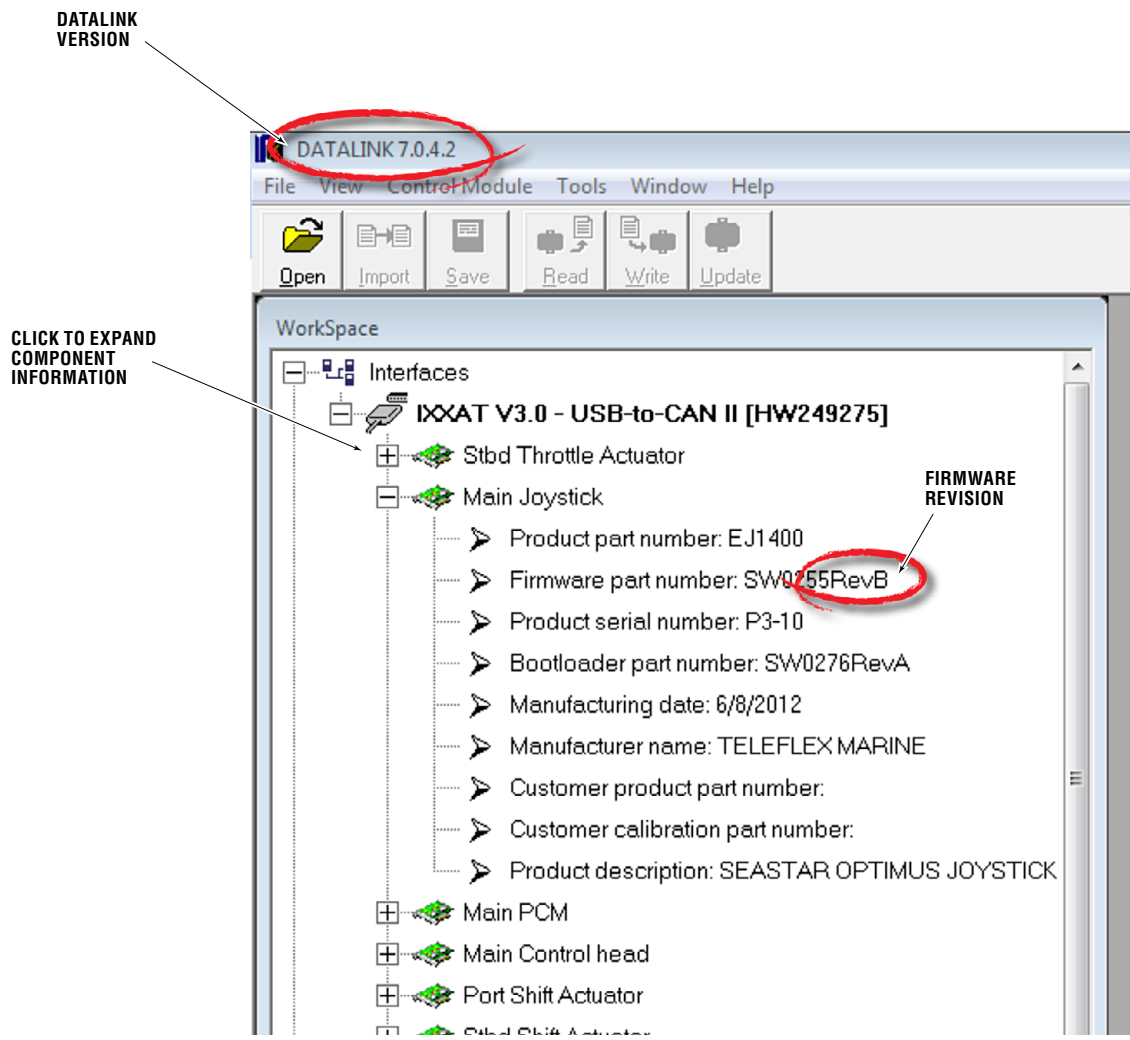 DATALINK
VERSION
DATALINK 7.0.4.2
File View Control Module Tools Window Help
Open Import Save Read Write Update
WorkSpace
CLICK TO EXPAND
COMPONENT
INFORMATION
Interfaces
IXXAT V3.0 - USB-to-CAN II [HW249275]
Stbd Throttle Actuator
FIRMWARE
REVISION
Main Joystick
Product part number: EJ1400
Firmware part number: SW0255RevB
Product serial number: P3-10
Bootloader part number: SW0276RevA
Manufacturing date: 6/8/2012
Manufacturer name: TELEFLEX MARINE
Customer product part number:
Customer calibration part number:
Product description: SEASTAR OPTIMUS JOYSTICK
Main PCM
Main Control head
Port Shift Actuator
Stbd Shift Actuator